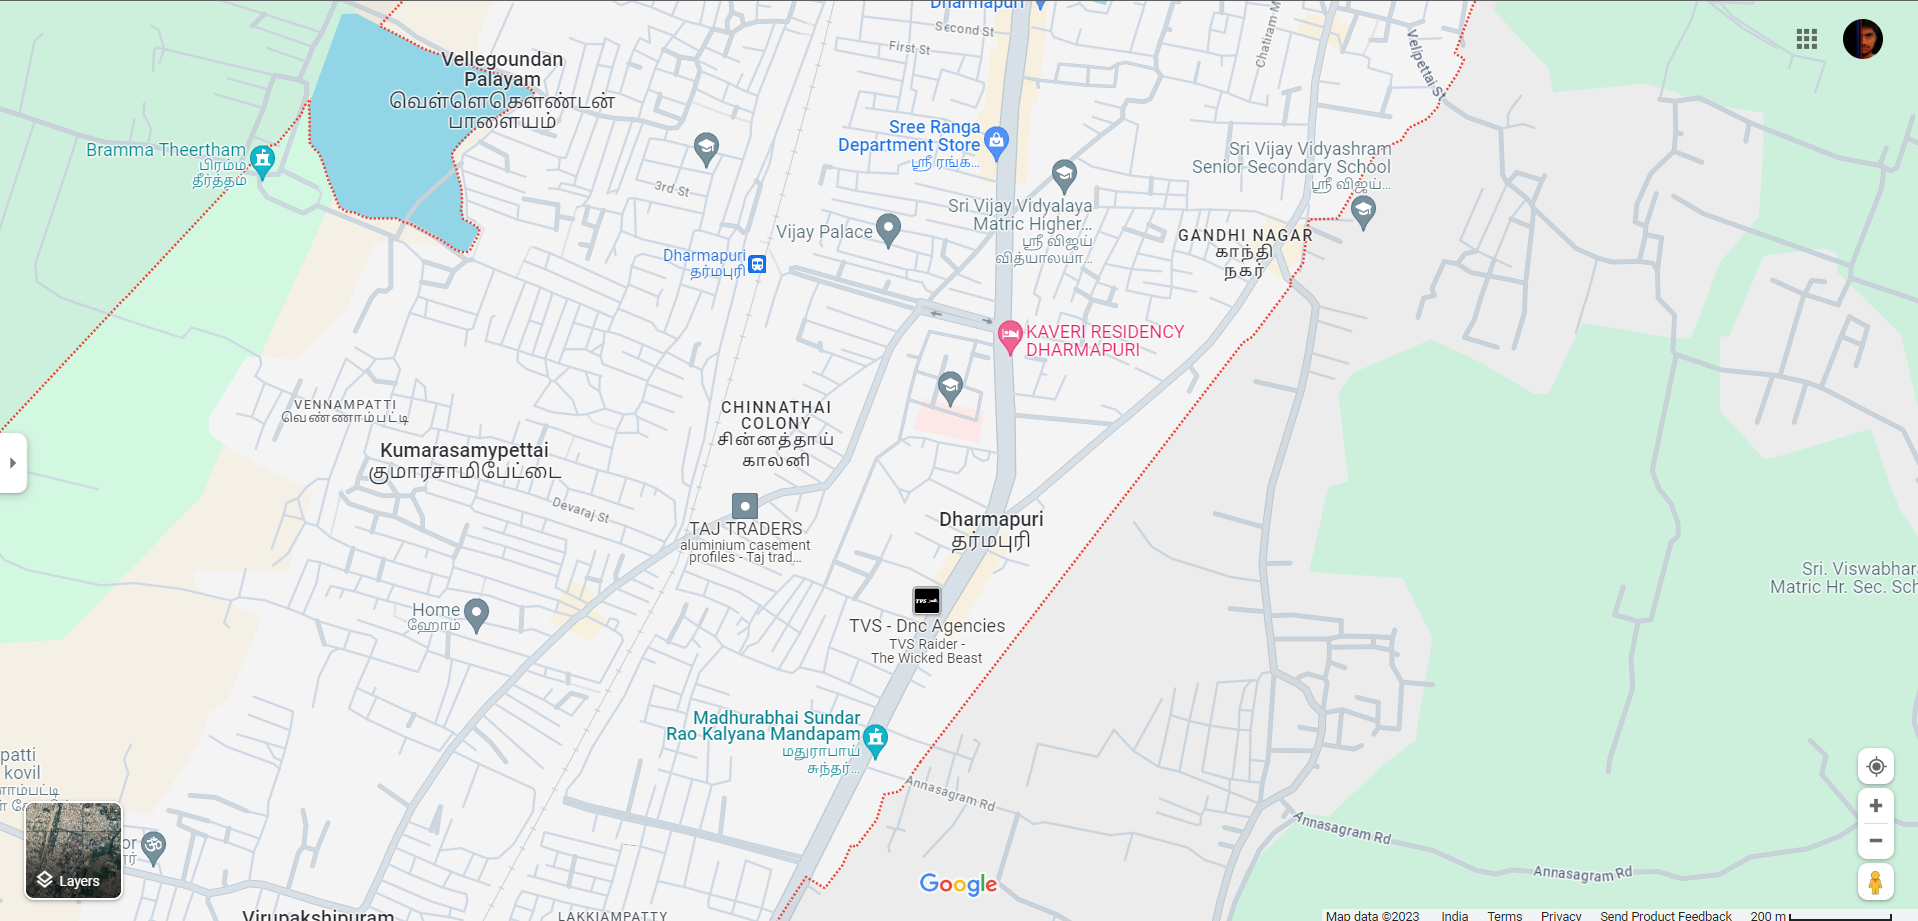 Dharmapuri
Second St
First St
Chatiram M
Velipettai St
Vellegoundan
Palayam
வெள்ளெகௌண்டன்
பாளையம்
Bramma Theertham
பிரம்ம
தீர்த்தம்
Sree Ranga
Department Store
ஸ்ரீ ரங்க...
3rd St
Sri Vijay Vidyashram
Senior Secondary School
ஸ்ரீ விஜய்...
Sri Vijay Vidyalaya
Matric Higher...
ஸ்ரீ விஜய்
வித்யாலயா...
Vijay Palace
GANDHI NAGAR
காந்தி
நகர்
Dharmapuri
தர்மபுரி
KAVERI RESIDENCY
DHARMAPURI
VENNAMPATTI
வெண்ணாம்பட்டி
CHINNATHAI
COLONY
சின்னத்தாய்
காலனி
Kumarasamypettai
குமாரசாமிபேட்டை
Devaraj St
TAJ TRADERS
aluminium casement
profiles - Taj trad...
Dharmapuri
தர்மபுரி
Sri. Viswabhar
Matric Hr. Sec. Sch
Home
ஹோம்
TVS
TVS - Dnc Agencies
TVS Raider -
The Wicked Beast
Madhurabhai Sundar
Rao Kalyana Mandapam
மதுராபாய்
சுந்தர்...
patti
kovil
ளாம்பட்டி
Annasagram Rd
Annasagram Rd
Annasagram Rd
or
ார்
Layers
Google
Virupakshipuram
LAKKIAMPATTY
Map data ©2023 India Terms Privacy Send Product Feedback 200 m